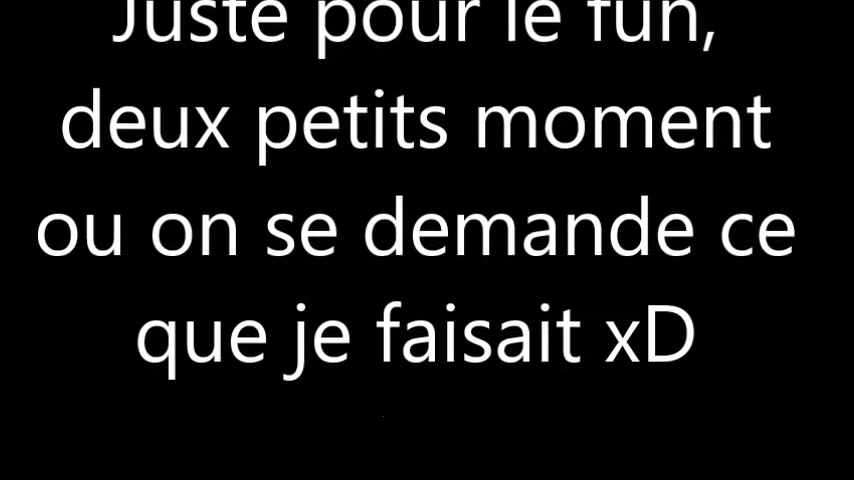 Juste pour le fun,
deux petits moment
ou on se demande ce
que je faisait xD